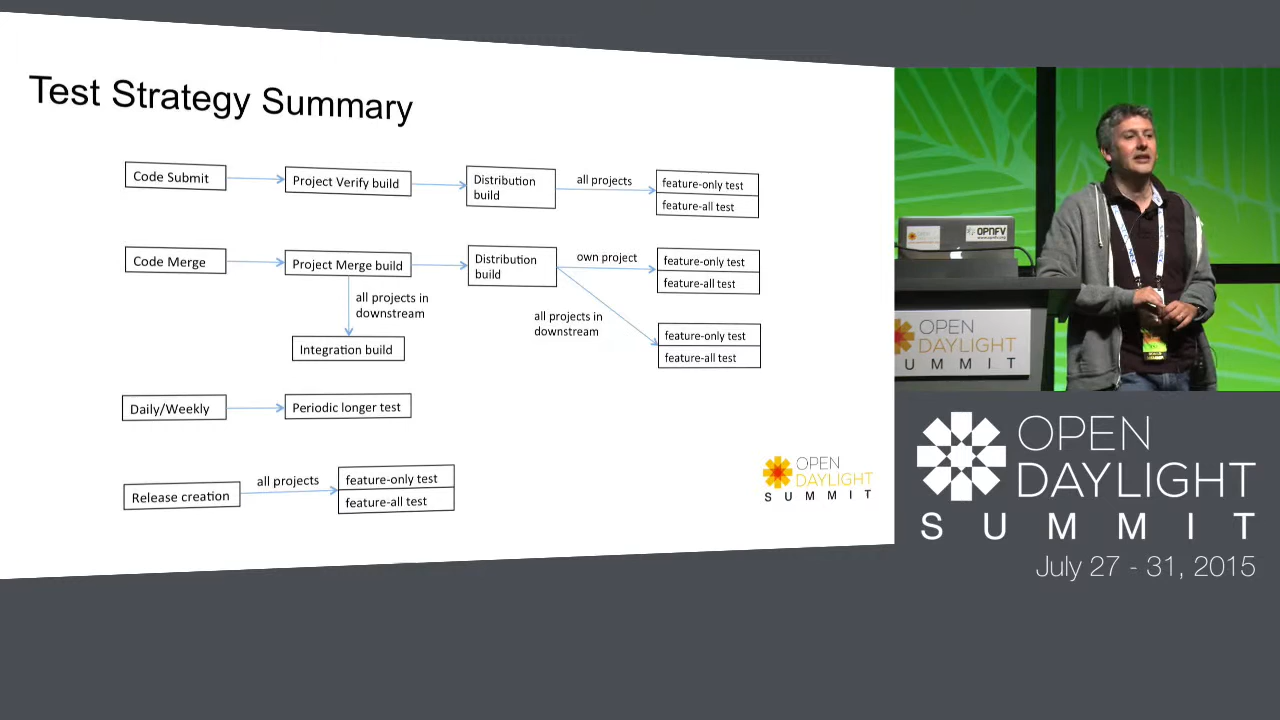 Test Strategy Summary
Code Submit
Project Verify build
Distribution
build
all projects
feature-only test
feature-all test
Code Merge
Project Merge build
Distribution
build
own project
feature-only test
feature-all test
all projects in
downstream
all projects in
downstream
feature-only test
feature-all test
Integration build
Daily/Weekly
Periodic longer test
Release creation
all projects
feature-only test
feature-all test
OPEN
DAYLIGHT
SUMMIT
OPNFV
OPEN
DAYLIGHT
SUMMIT
OPEN
DAYLIGHT
SUMMIT
July 27 - 31, 2015